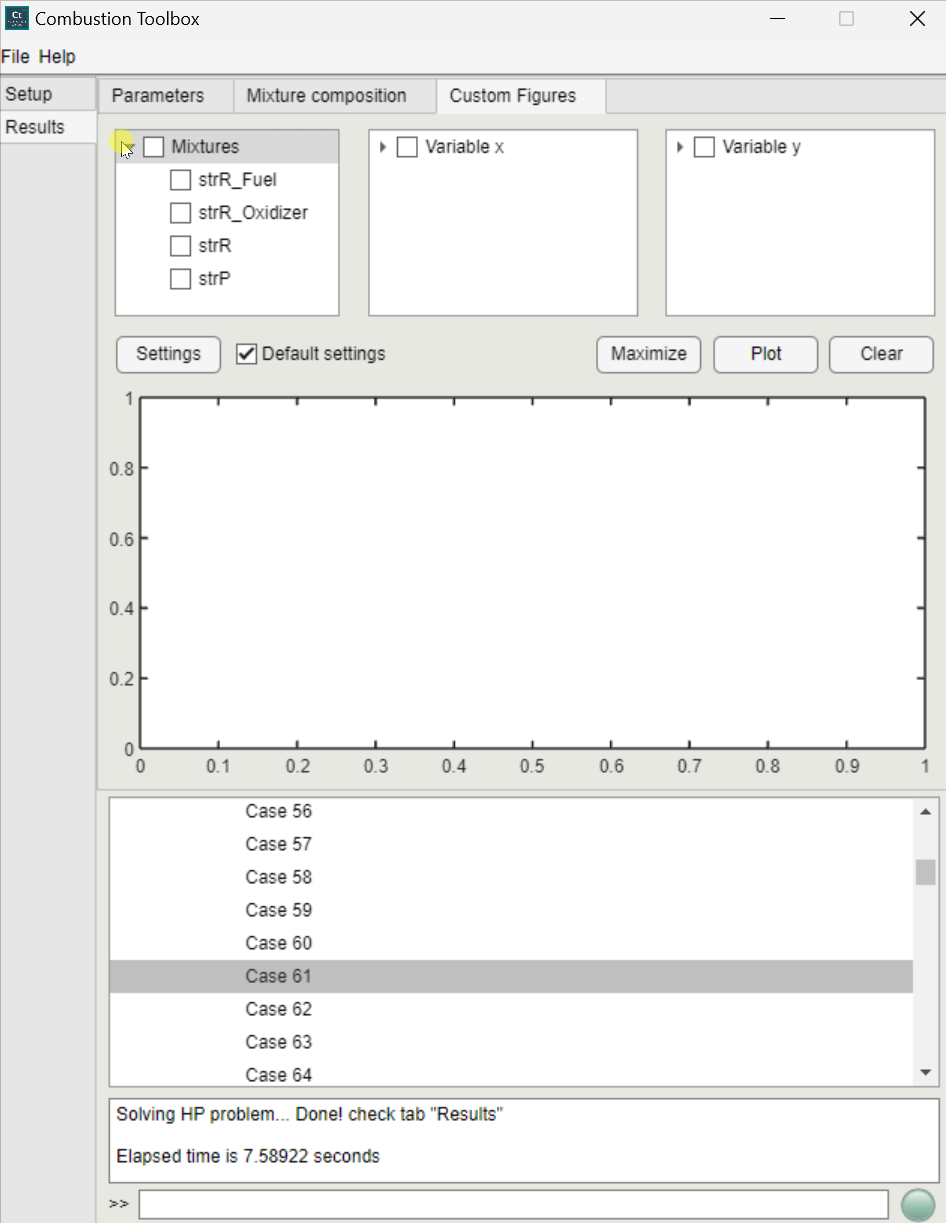 Ct
Combustion Toolbox
File Help
Setup
Results
Parameters
Mixture composition
Custom Figures
Mixtures
strR_Fuel
strR_Oxidizer
strR
strP
Variable x
Variable y
Settings
Default settings
Maximize
Plot
Clear
1
0.8
0.6
0.4
0.2
0
0 0.1 0.2 0.3 0.4 0.5 0.6 0.7 0.8 0.9 1
Case 56
Case 57
Case 58
Case 59
Case 60
Case 61
Case 62
Case 63
Case 64
Solving HP problem... Done! check tab "Results"
Elapsed time is 7.58922 seconds
>>